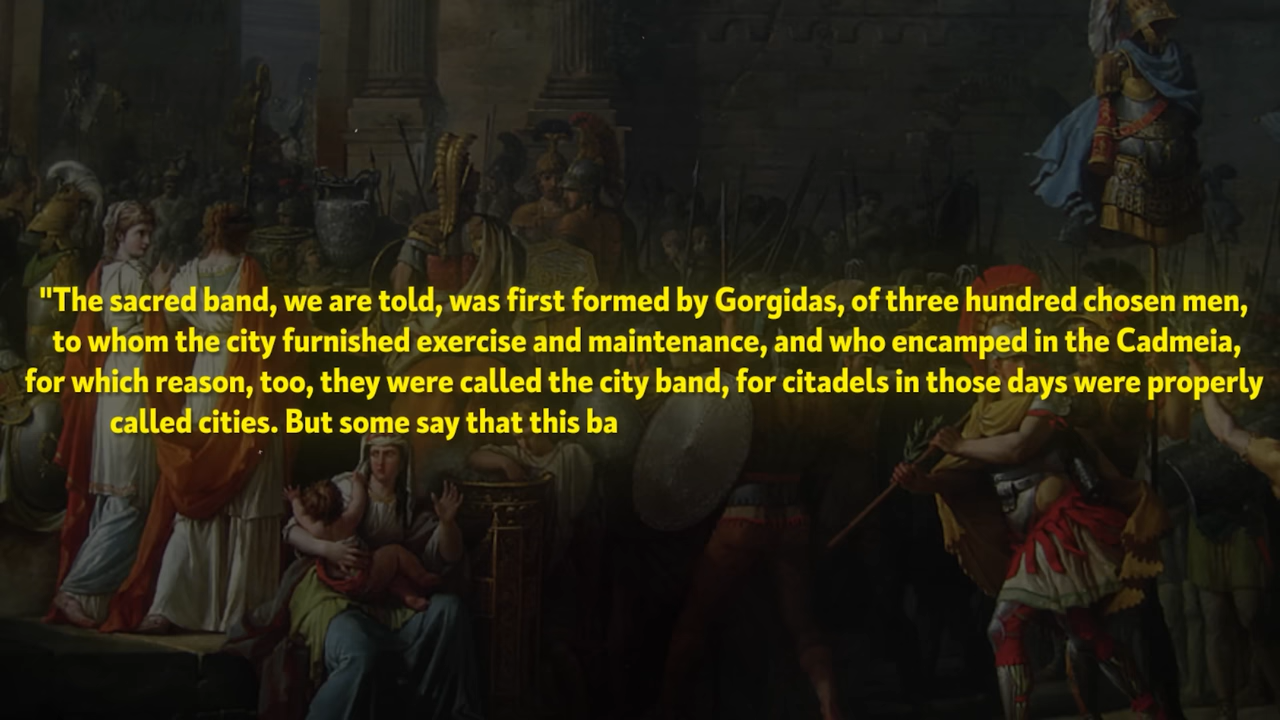 "The sacred band, we are told, was first formed by Gorgidas, of three hundred chosen men,
to whom the city furnished exercise and maintenance, and who encamped in the Cadmeia,
for which reason, too, they were called the city band, for citadels in those days were properly
called cities. But some say that this ba